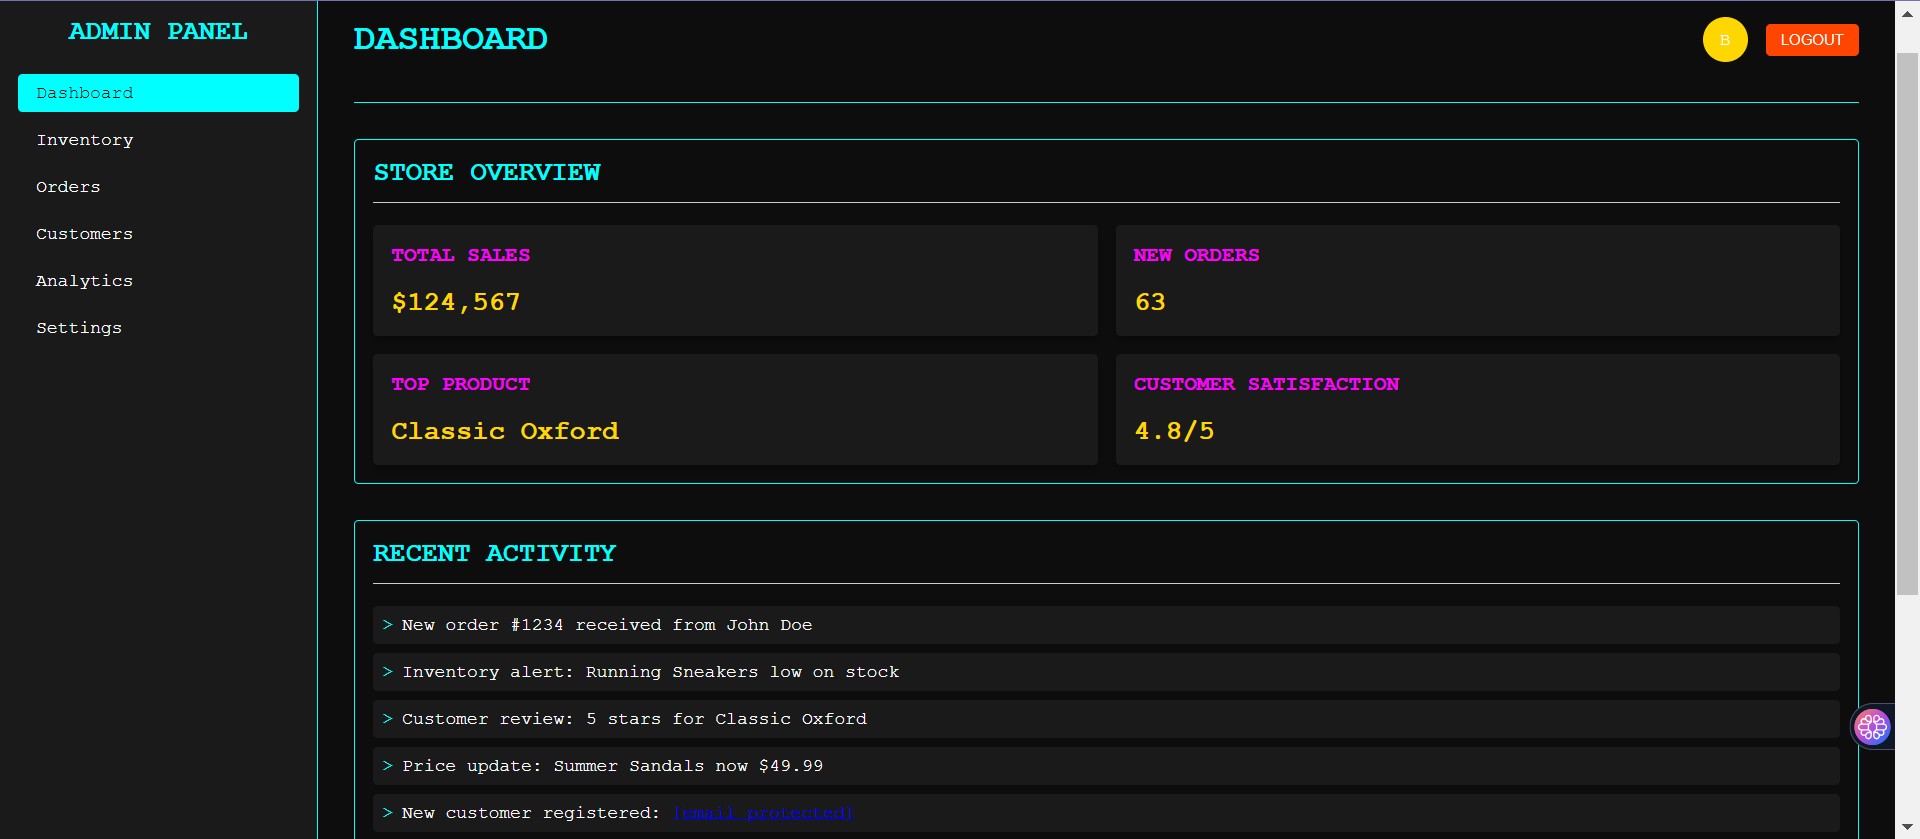 ADMIN PANEL
Dashboard
Inventory
Orders
Customers
Analytics
Settings
DASHBOARD
B
LOGOUT
STORE OVERVIEW
TOTAL SALES
$124,567
NEW ORDERS
63
TOP PRODUCT
Classic Oxford
CUSTOMER SATISFACTION
4.8/5
RECENT ACTIVITY
> New order #1234 received from John Doe
> Inventory alert: Running Sneakers low on stock
> Customer review: 5 stars for Classic Oxford
> Price update: Summer Sandals now $49.99
> New customer registered: [email protected]